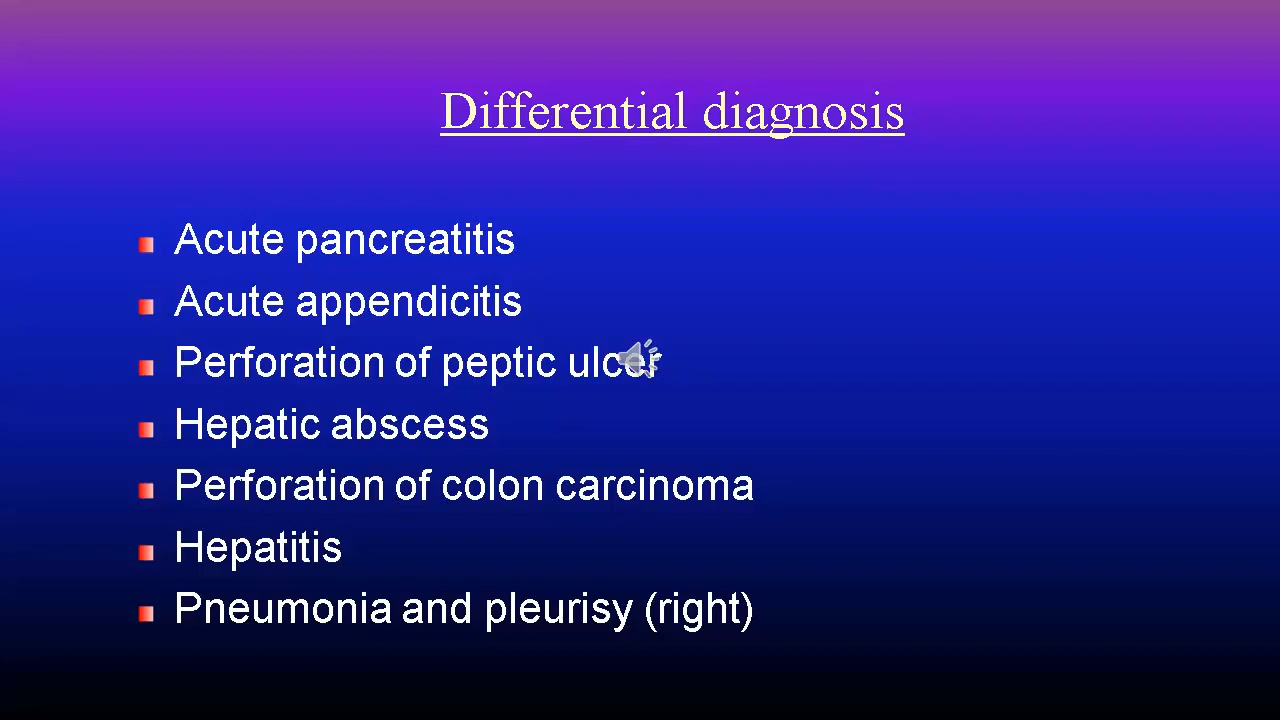 Differential diagnosis
Acute pancreatitis
Acute appendicitis
Perforation of peptic ulcer
Hepatic abscess
Perforation of colon carcinoma
Hepatitis
Pneumonia and pleurisy (right)